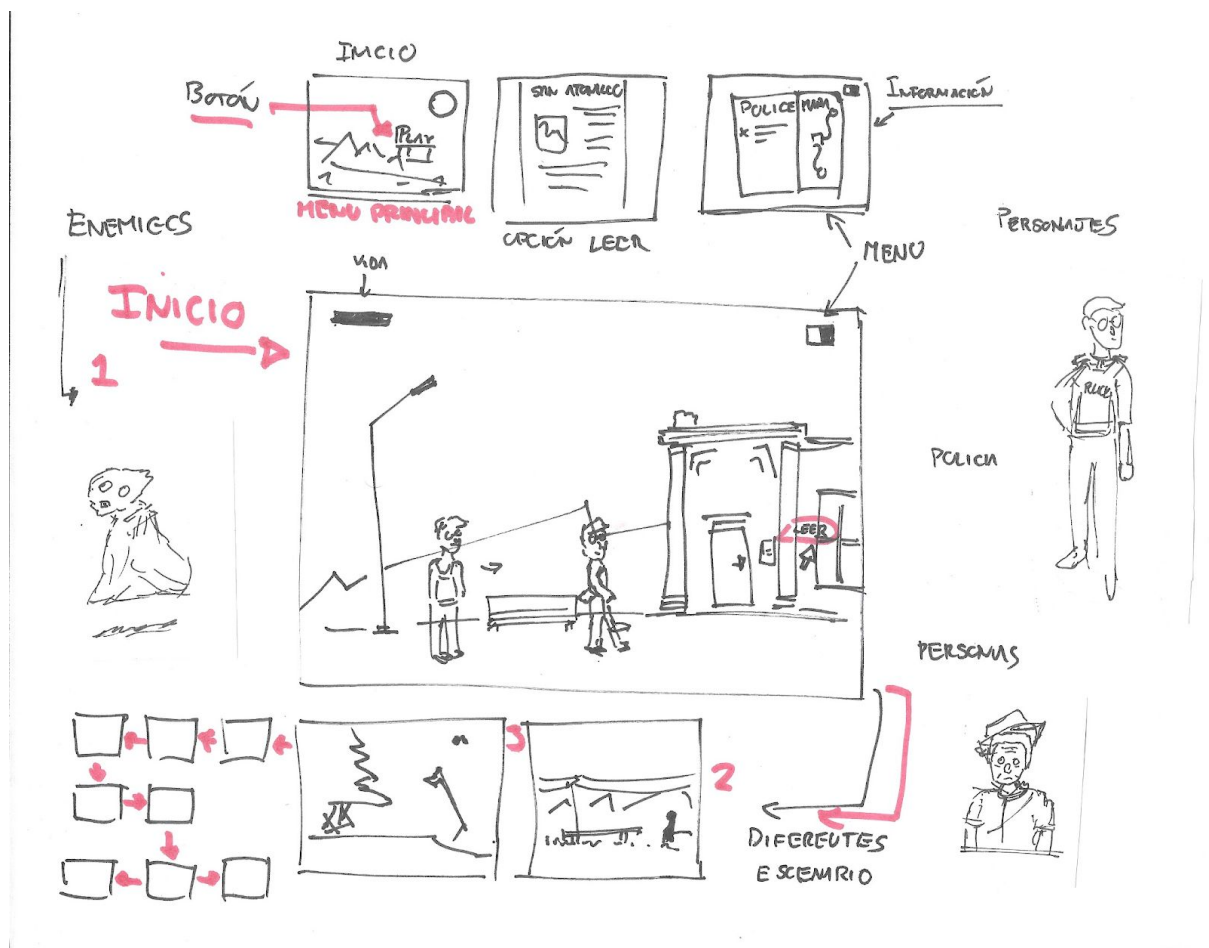 INICIO
BOTÓN
PLAY
MENU PRINCIPAL
OPCIÓN LEER
POLICE MAPA
INFORMACIÓN
MENU
ENEMIGOS
PERSONAJES
VIDA
INICIO
1
POLICIA
LEER
PERSONAS
3
2
DIFERENTES
ESCENARIO